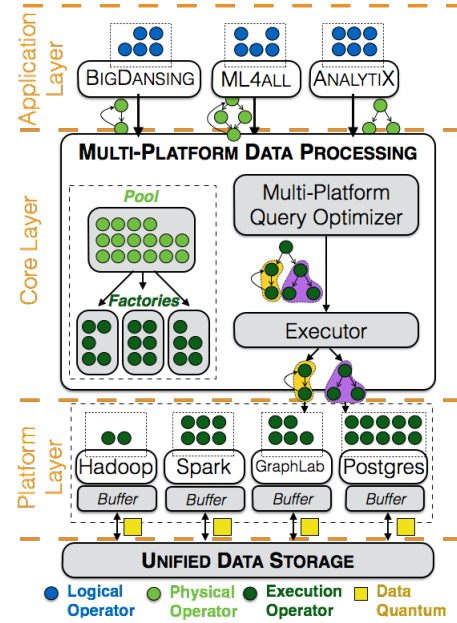 Application
Layer
BIGDANSING
ML4ALL
ANALYTIX
MULTI-PLATFORM DATA PROCESSING
Core Layer
Pool
Factories
Multi-Platform
Query Optimizer
Executor
Platform
Layer
Hadoop
Spark
GraphLab
Postgres
Buffer
Buffer
Buffer
Buffer
UNIFIED DATA STORAGE
Logical
Operator
Physical
Operator
Execution
Operator
Data
Quantum